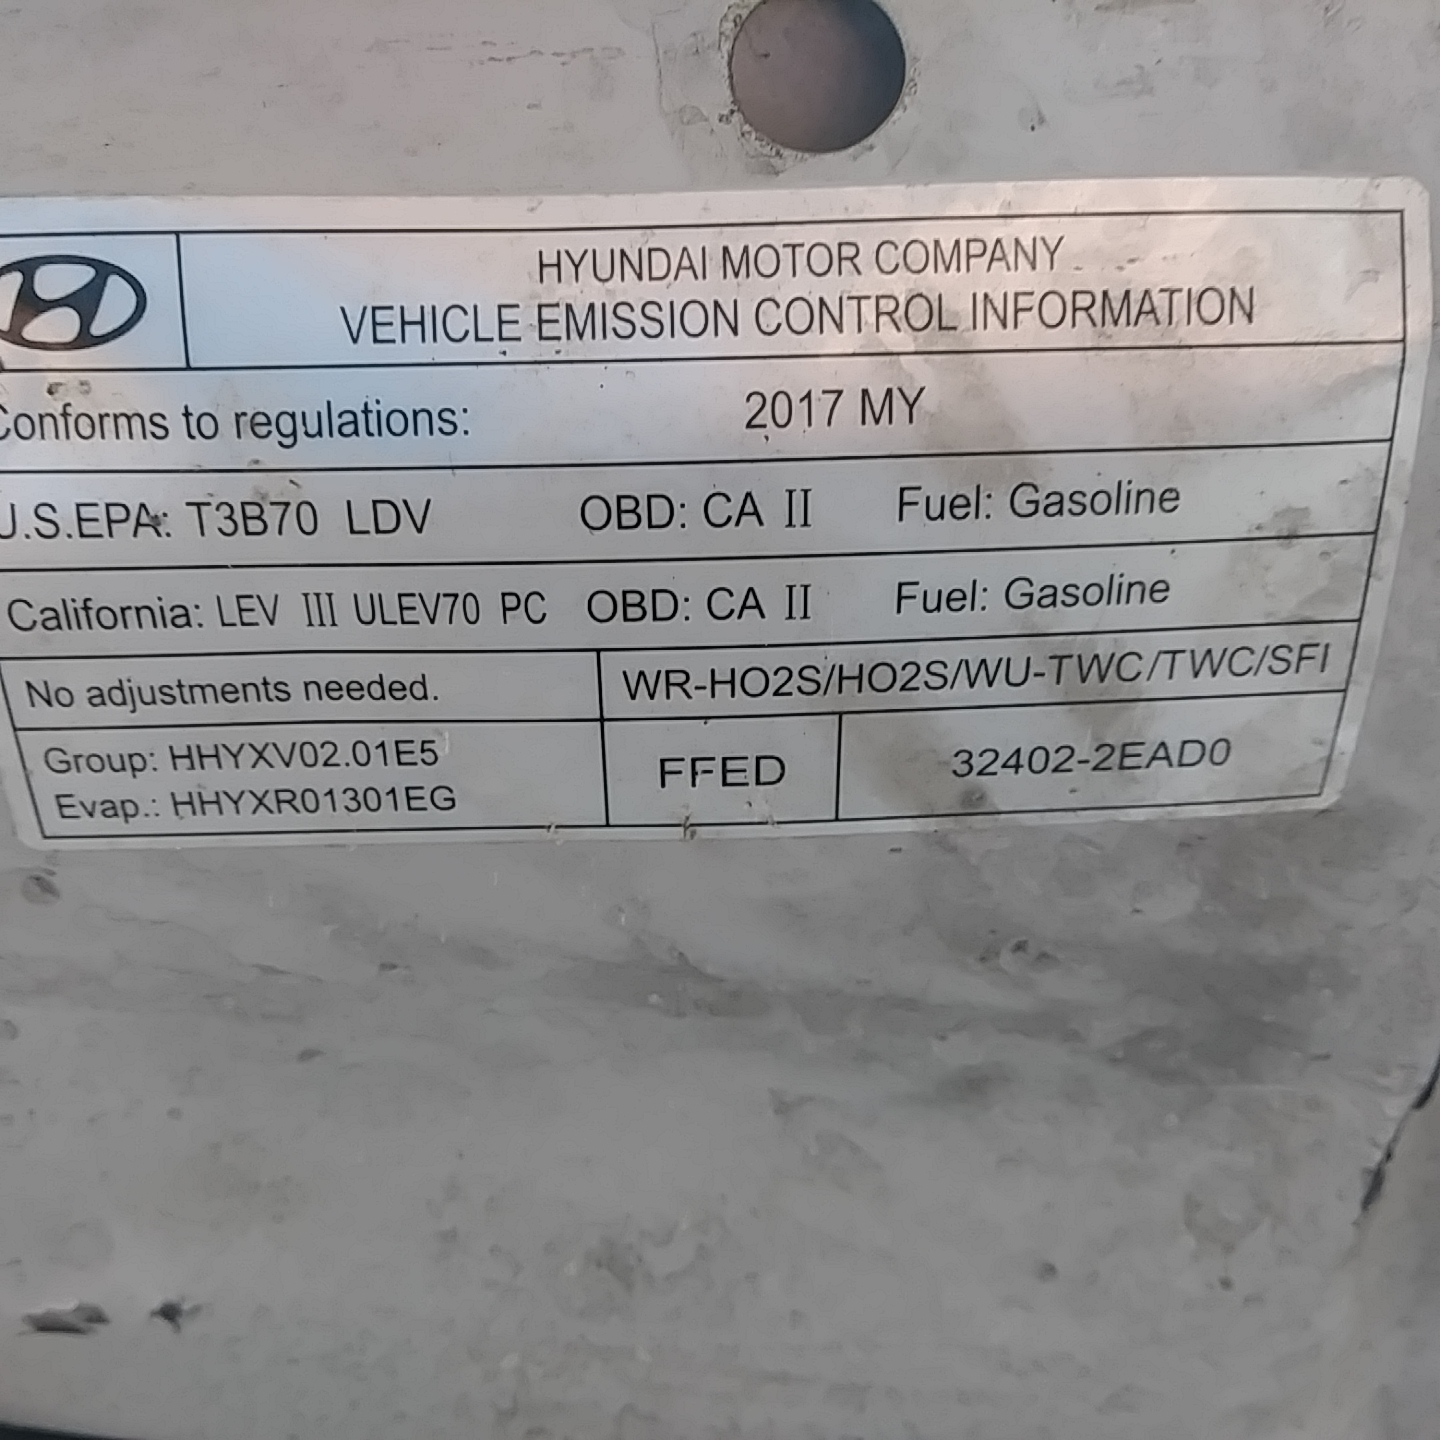 HYUNDAI MOTOR COMPANY
VEHICLE EMISSION CONTROL INFORMATION
Conforms to regulations: 2017 MY
U.S.EPA: T3B70 LDV OBD: CA II Fuel: Gasoline
California: LEV III ULEV70 PC OBD: CA II Fuel: Gasoline
No adjustments needed. WR-HO2S/HO2S/WU-TWC/TWC/SFI
Group: HHYXV02.01E5
Evap.: HHYXR01301EG
FFED 32402-2EAD0